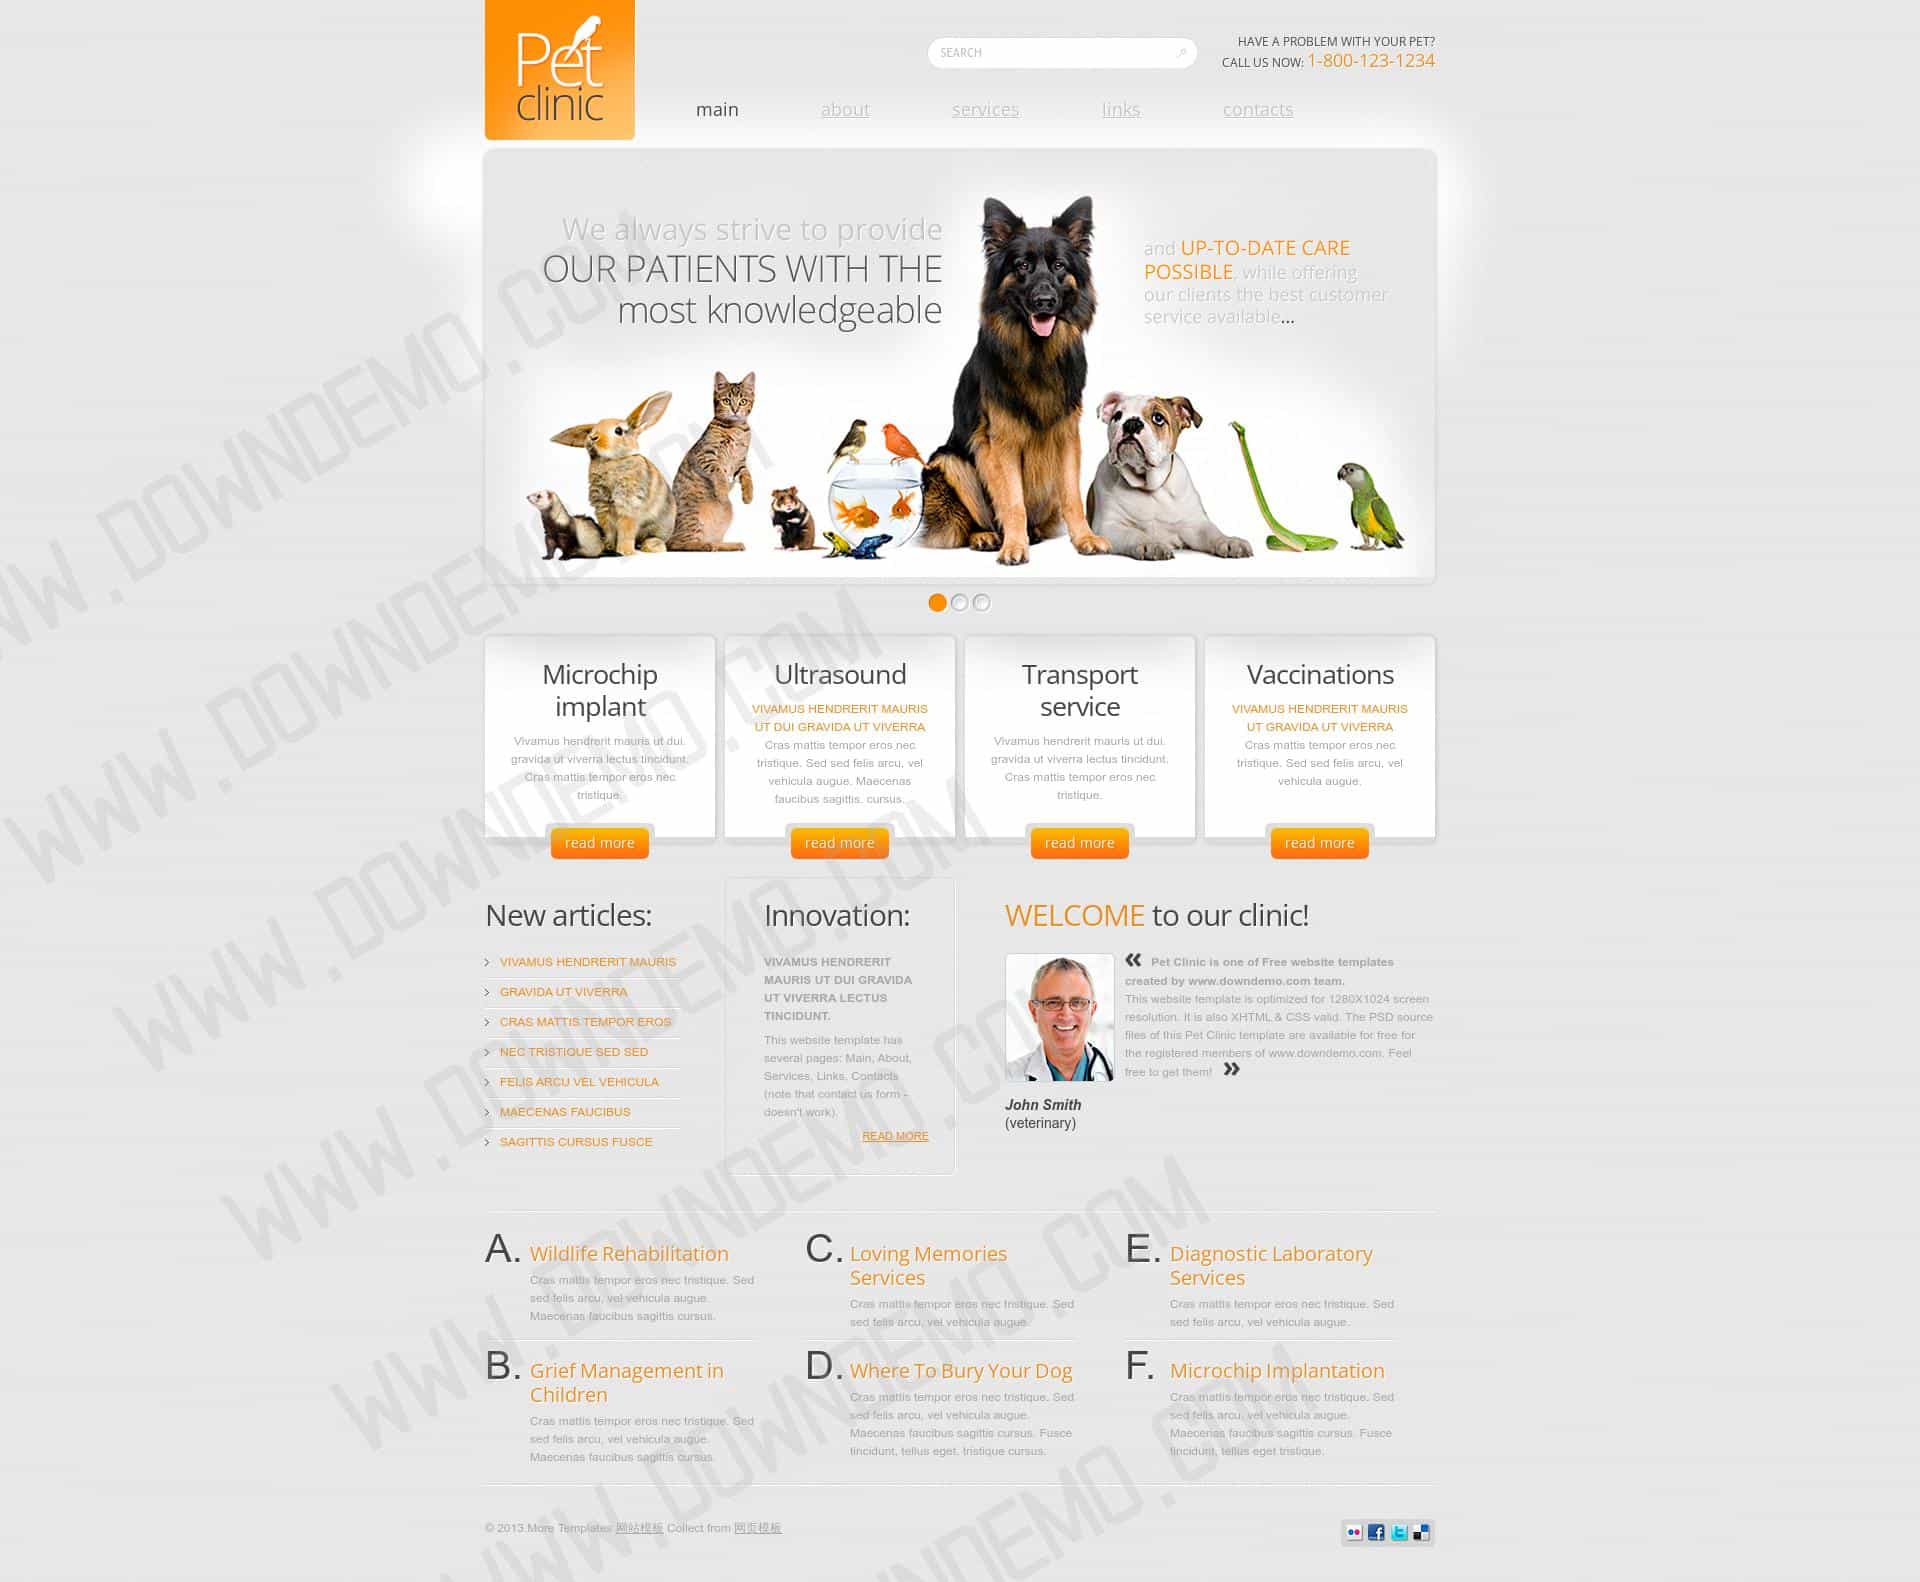 Pet
clinic
SEARCH
HAVE A PROBLEM WITH YOUR PET?
CALL US NOW: 1-800-123-1234
main
about
services
links
contacts
We always strive to provide
OUR PATIENTS WITH THE
most knowledgeable
and UP-TO-DATE CARE
POSSIBLE, while offering
our clients the best customer
service available...
Microchip
implant
Vivamus hendrerit mauris ut dui.
gravida ut viverra lectus tincidunt.
Cras mattis tempor eros nec.
tristique.
read more
Ultrasound
VIVAMUS HENDRERIT MAURIS
UT DUI GRAVIDA UT VIVERRA
Cras mattis tempor eros nec
tristique. Sed sed felis arcu, vel
vehicula augue. Maecenas
faucibus sagittis. cursus.
read more
Transport
service
Vivamus hendrerit mauris ut dui.
gravida ut viverra lectus tincidunt.
Cras mattis tempor eros nec.
tristique.
read more
Vaccinations
VIVAMUS HENDRERIT MAURIS
UT GRAVIDA UT VIVERRA
Cras mattis tempor eros nec
tristique. Sed sed felis arcu, vel
vehicula augue.
read more
New articles:
VIVAMUS HENDRERIT MAURIS
GRAVIDA UT VIVERRA
CRAS MATTIS TEMPOR EROS
NEC TRISTIQUE SED SED
FELIS ARCU VEL VEHICULA
MAECENAS FAUCIBUS
SAGITTIS CURSUS FUSCE
Innovation:
VIVAMUS HENDRERIT
MAURIS UT DUI GRAVIDA
UT VIVERRA LECTUS
TINCIDUNT.
This website template has
several pages: Main, About,
Services, Links, Contacts
(note that contact us form -
doesn't work).
READ MORE
WELCOME to our clinic!
« Pet Clinic is one of Free website templates
created by www.downdemo.com team.
This website template is optimized for 1280X1024 screen
resolution. It is also XHTML & CSS valid. The PSD source
files of this Pet Clinic template are available for free for
the registered members of www.downdemo.com. Feel
free to get them! »
John Smith
(veterinary)
A. Wildlife Rehabilitation
Cras mattis tempor eros nec tristique. Sed
sed felis arcu, vel vehicula augue.
Maecenas faucibus sagittis cursus.
B. Grief Management in
Children
Cras mattis tempor eros nec tristique. Sed
sed felis arcu, vel vehicula augue.
Maecenas faucibus sagittis cursus.
C. Loving Memories
Services
Cras mattis tempor eros nec tristique. Sed
sed felis arcu, vel vehicula augue.
D. Where To Bury Your Dog
Cras mattis tempor eros nec tristique. Sed
sed felis arcu, vel vehicula augue.
Maecenas faucibus sagittis cursus. Fusce
tincidunt, tellus eget. tristique cursus.
E. Diagnostic Laboratory
Services
Cras mattis tempor eros nec tristique. Sed
sed felis arcu, vel vehicula augue.
F. Microchip Implantation
Cras mattis tempor eros nec tristique. Sed
sed felis arcu, vel vehicula augue.
Maecenas faucibus sagittis cursus. Fusce
tincidunt, tellus eget tristique.
© 2013.More Templates 网站模板 Collect from 网页模板
WWW.DOWNDEMO.COM
WWW.DOWNDEMO.COM
WWW.DOWNDEMO.COM
WWW.DOWNDEMO.COM
WWW.DOWNDEMO.COM
WWW.DOWNDEMO.COM
WWW.DOWNDEMO.COM